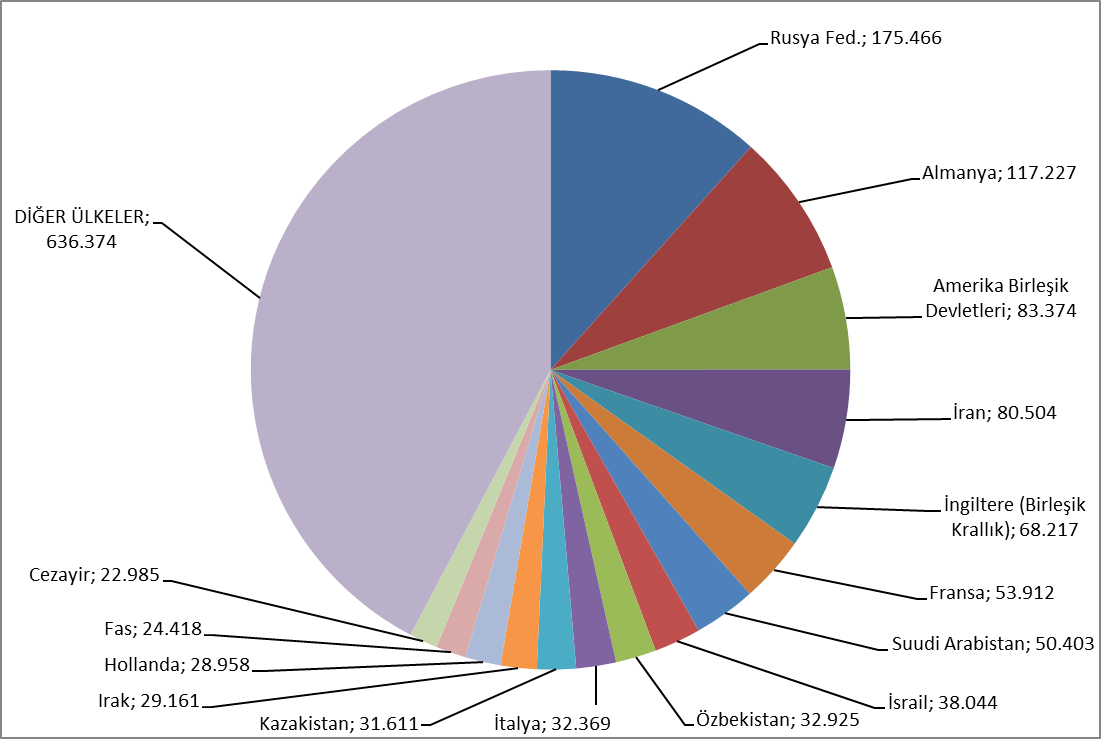 Rusya Fed.; 175.466
Almanya; 117.227
Amerika Birleşik
Devletleri; 83.374
İran; 80.504
İngiltere (Birleşik
Krallık); 68.217
Fransa; 53.912
Suudi Arabistan; 50.403
İsrail; 38.044
Özbekistan; 32.925
İtalya; 32.369
Kazakistan; 31.611
Irak; 29.161
Hollanda; 28.958
Fas; 24.418
Cezayir; 22.985
DİĞER ÜLKELER;
636.374